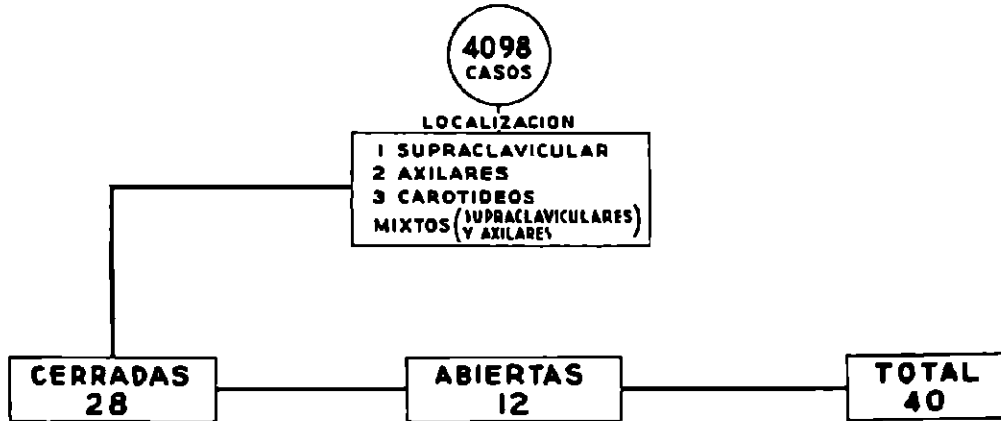 4098
CASOS
LOCALIZACION
1 SUPRACLAVICULAR
2 AXILARES
3 CAROTIDEOS
MIXTOS (SUPRACLAVICULARES)
Y AXILARES
CERRADAS
28
ABIERTAS
12
TOTAL
40